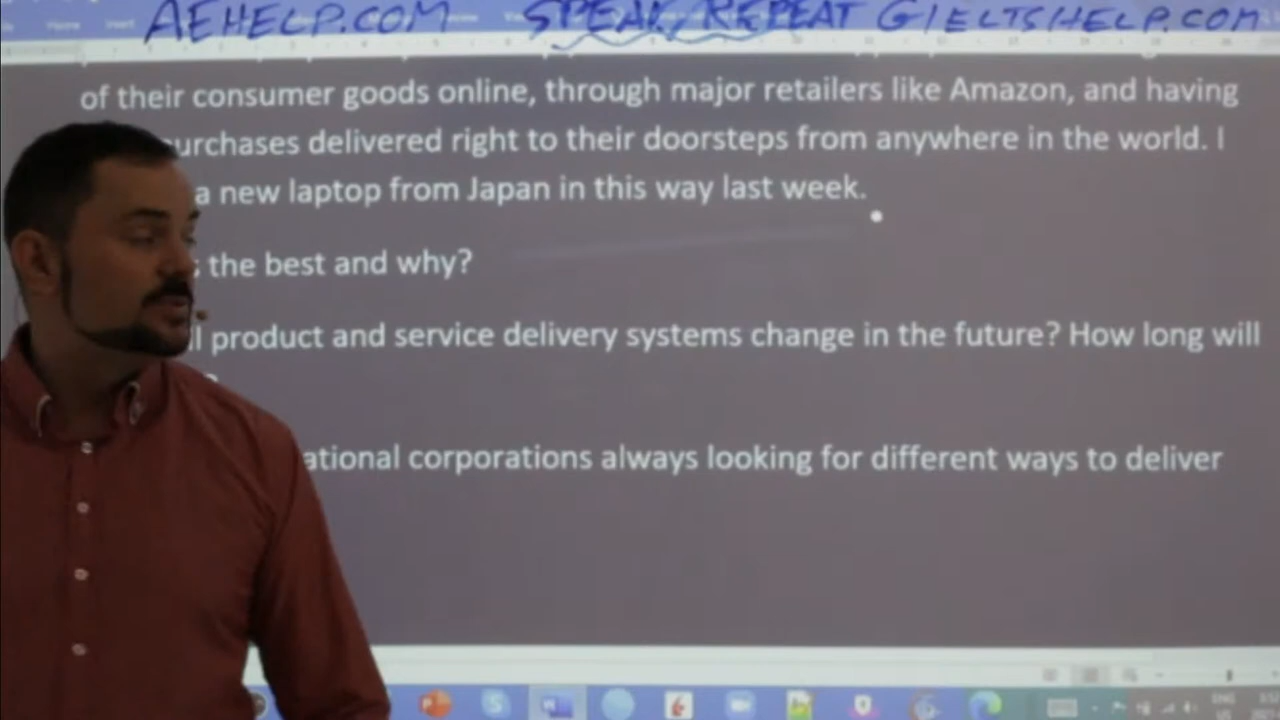 AEHELP.COM SPEAK, REPEAT GIELTSHELP.COM
of their consumer goods online, through major retailers like Amazon, and having
urchases delivered right to their doorsteps from anywhere in the world. I
a new laptop from Japan in this way last week.
the best and why?
product and service delivery systems change in the future? How long will
ational corporations always looking for different ways to deliver